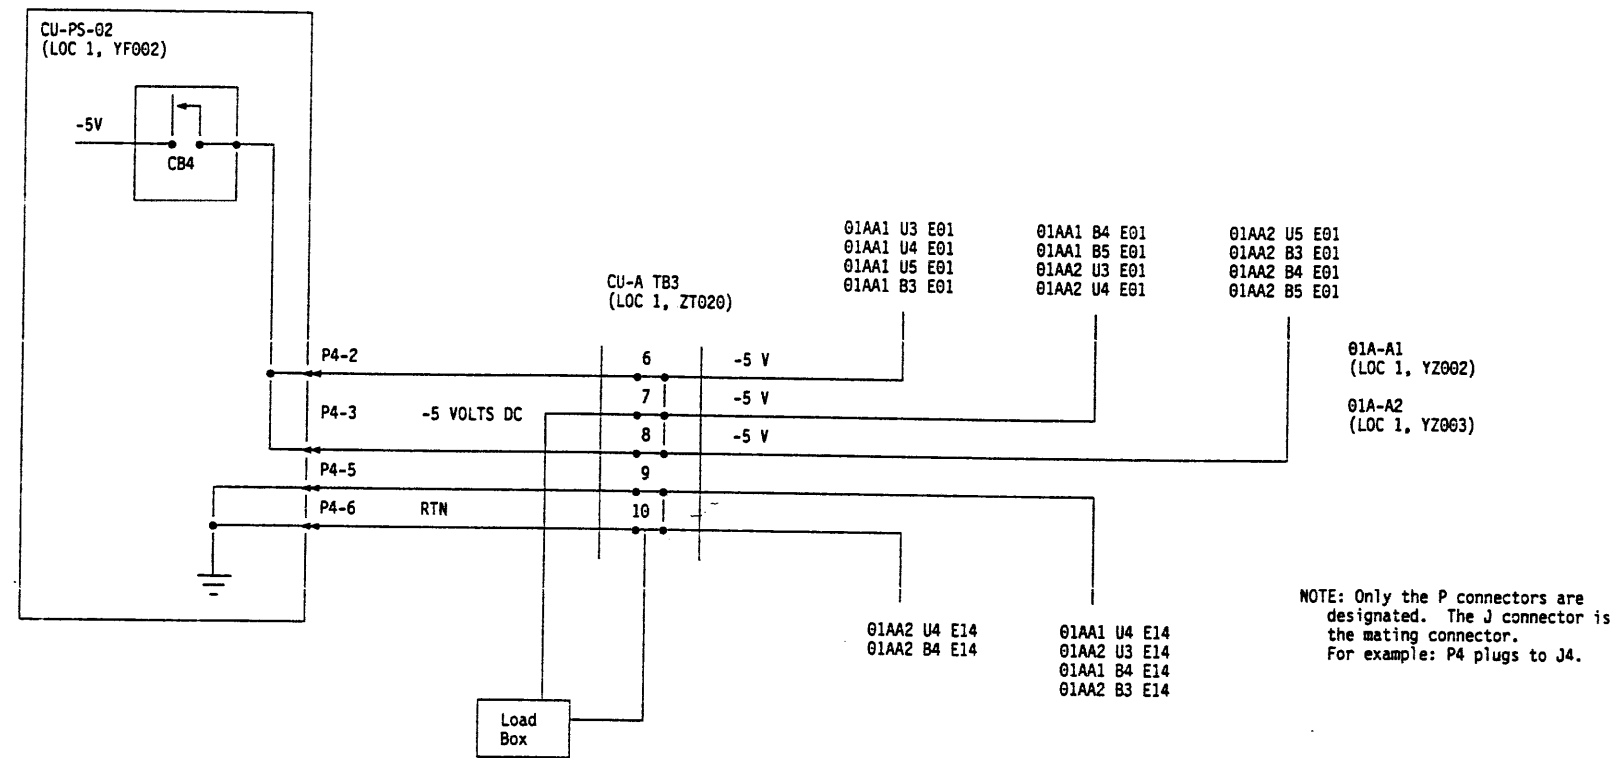 CU-PS-02
(LOC 1, YF002)
-5V
CB4
CU-A TB3
(LOC 1, ZT020)
01AA1 U3 E01
01AA1 U4 E01
01AA1 U5 E01
01AA1 B3 E01
01AA1 B4 E01
01AA1 B5 E01
01AA2 U3 E01
01AA2 U4 E01
01AA2 U5 E01
01AA2 B3 E01
01AA2 B4 E01
01AA2 B5 E01
P4-2
6
-5 V
01A-A1
(LOC 1, YZ002)
7
-5 V
P4-3
-5 VOLTS DC
01A-A2
(LOC 1, YZ003)
8
-5 V
P4-5
9
P4-6
RTN
10
NOTE: Only the P connectors are
designated. The J connector is
the mating connector.
For example: P4 plugs to J4.
01AA2 U4 E14
01AA2 B4 E14
01AA1 U4 E14
01AA2 U3 E14
01AA1 B4 E14
01AA2 B3 E14
Load
Box